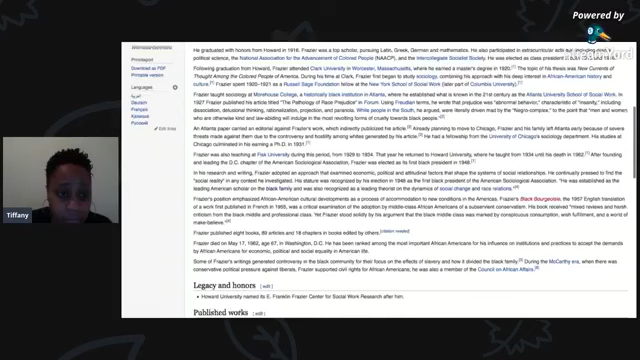 Powered by
StreamYard
Wikimedia Commons
Print/export
Download as PDF
Printable version
Languages
العربية
Deutsch
Français
Русский
Edit links
He graduated with honors from Howard in 1916. Frazier was a top scholar, pursuing Latin, Greek, German and mathematics. He also participated in extracurricular activities, including
political science, the National Association for the Advancement of Colored People (NAACP), and the Intercollegiate Socialist Society. He was elected as class president in
Following graduation from Howard, Frazier attended Clark University in Worcester, Massachusetts, where he earned a master's degree in 1920. The topic of his thesis was New Currents of
Thought Among the Colored People of America. During his time at Clark, Frazier first began to study sociology, combining his approach with his deep interest in African-American history and
culture. Frazier spent 1920–1921 as a Russell Sage Foundation fellow at the New York School of Social Work (later part of Columbia University).
Frazier taught sociology at Morehouse College, a historically black institution in Atlanta, where he established what is known in the 21st century as the Atlanta University School of Social Work. In
1927 Frazier published his article titled "The Pathology of Race Prejudice" in Forum. Using Freudian terms, he wrote that prejudice was "abnormal behavior," characteristic of "insanity," including
dissociation, delusional thinking, rationalization, projection, and paranoia. White people in the South, he argued, were literally driven mad by the "Negro-complex," to the point that "men and women
who are otherwise kind and law-abiding will indulge in the most revolting forms of cruelty towards black people."
An Atlanta paper carried an editorial against Frazier's work, which indirectly publicized his article. Already planning to move to Chicago, Frazier and his family left Atlanta early because of severe
threats made against him due to the controversy and hostility among whites generated by his article. He had a fellowship from the University of Chicago's sociology department. His studies at
Chicago culminated in his earning a Ph.D. in 1931.
Frazier was also teaching at Fisk University during this period, from 1929 to 1934. That year he returned to Howard University, where he taught from 1934 until his death in 1962. After founding
and leading the D.C. chapter of the American Sociological Association, Frazier was elected as its first black president in 1948.
In his research and writing, Frazier adopted an approach that examined economic, political and attitudinal factors that shape the systems of social relationships. He continually pressed to find the
"social reality" in any context he investigated. His stature was recognized by his election in 1948 as the first black president of the American Sociological Association. "He was established as the
leading American scholar on the black family and was also recognized as a leading theorist on the dynamics of social change and race relations."
Frazier's position emphasized African-American cultural developments as a process of accommodation to new conditions in the Americas. Frazier's Black Bourgeoisie, the 1957 English translation
of a work first published in French in 1955, was a critical examination of the adoption by middle-class African Americans of a subservient conservatism. His book received "mixed reviews and harsh
criticism from the black middle and professional class. Yet Frazier stood solidly by his argument that the black middle class was marked by conspicuous consumption, wish fulfillment, and a world of
make-believe."
Frazier published eight books, 89 articles and 18 chapters in books edited by others.[citation needed]
Frazier died on May 17, 1962, age 67, in Washington, D.C. He has been ranked among the most important African Americans for his influence on institutions and practices to accept the demands
by African Americans for economic, political and social equality in American life.
Some of Frazier's writings generated controversy in the black community for their focus on the effects of slavery and how it divided the black family. During the McCarthy era, when there was
conservative political pressure against liberals, Frazier supported civil rights for African Americans; he was also a member of the Council on African Affairs.
Legacy and honors [edit]
Howard University named its E. Franklin Frazier Center for Social Work Research after him.
Published works [edit]
Tiffany